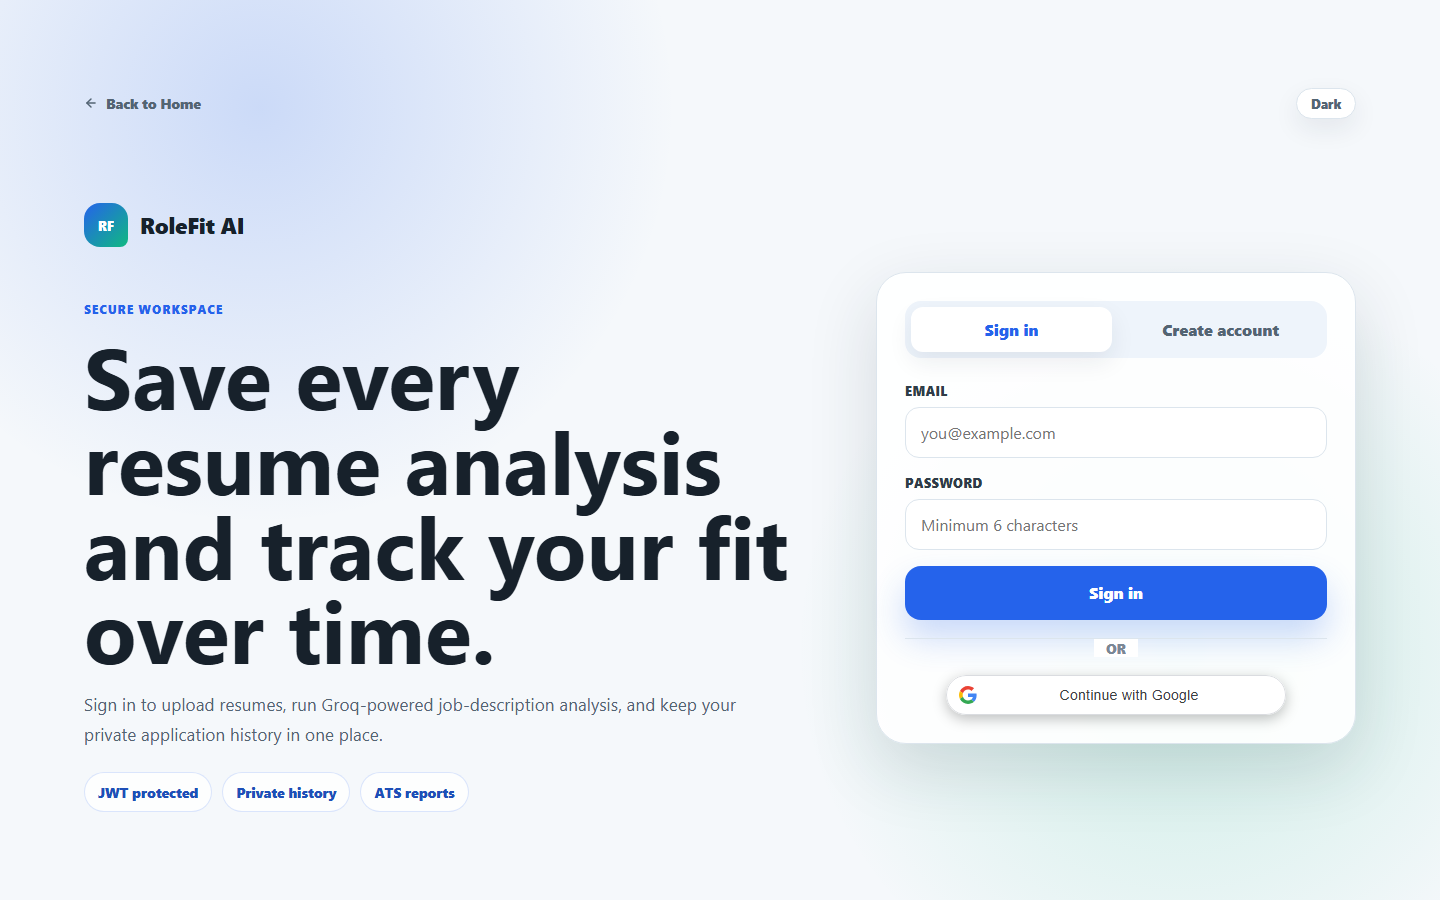 Back to Home
Dark
RF
RoleFit AI
SECURE WORKSPACE
Save every
resume analysis
and track your fit
over time.
Sign in to upload resumes, run Groq-powered job-description analysis, and keep your
private application history in one place.
JWT protected
Private history
ATS reports
Sign in
Create account
EMAIL
you@example.com
PASSWORD
Minimum 6 characters
Sign in
OR
Continue with Google